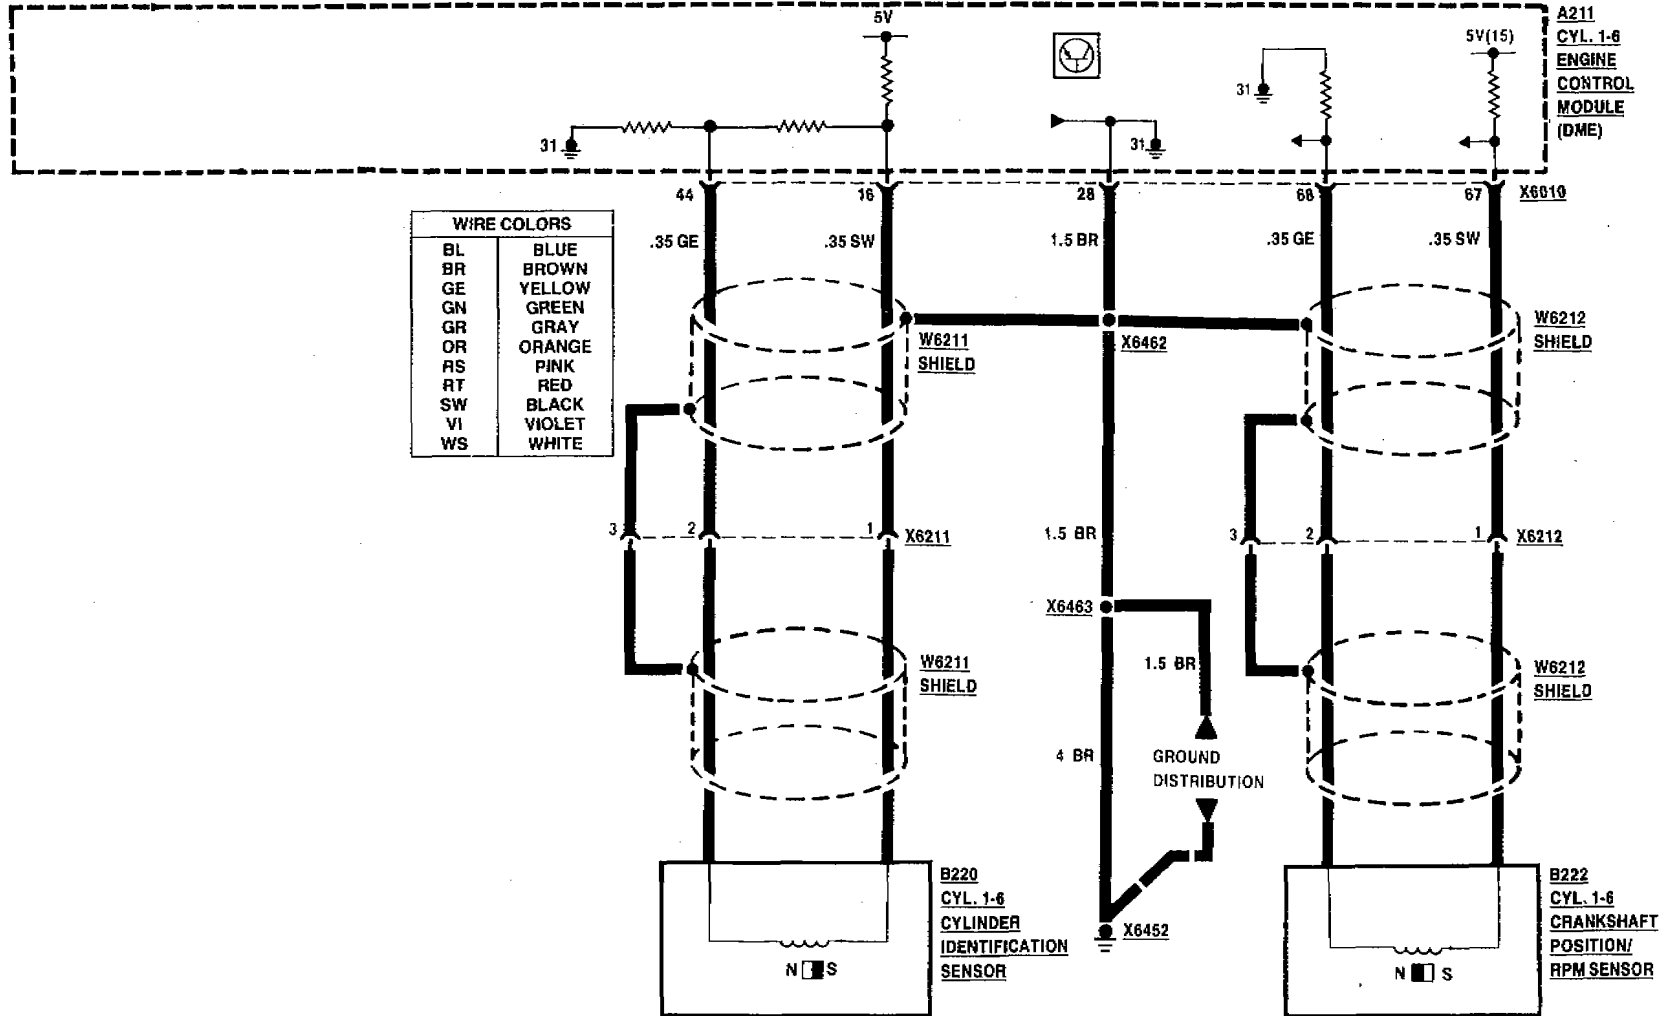 5V
5V(15)
A211
CYL. 1-6
ENGINE
CONTROL
MODULE
(DME)
31
31
31
44
16
28
68
67
X6010
.35 GE
.35 SW
1.5 BR
.35 GE
.35 SW
WIRE COLORS
BL BLUE
BR BROWN
GE YELLOW
GN GREEN
GR GRAY
OR ORANGE
RS PINK
RT RED
SW BLACK
VI VIOLET
WS WHITE
W6211
SHIELD
X6462
W6212
SHIELD
3
2
1
X6211
1.5 BR
3
2
1
X6212
X6463
1.5 BR
W6211
SHIELD
W6212
SHIELD
4 BR
GROUND
DISTRIBUTION
X6452
B220
CYL. 1-6
CYLINDER
IDENTIFICATION
SENSOR
N S
B222
CYL. 1-6
CRANKSHAFT
POSITION/
RPM SENSOR
N S